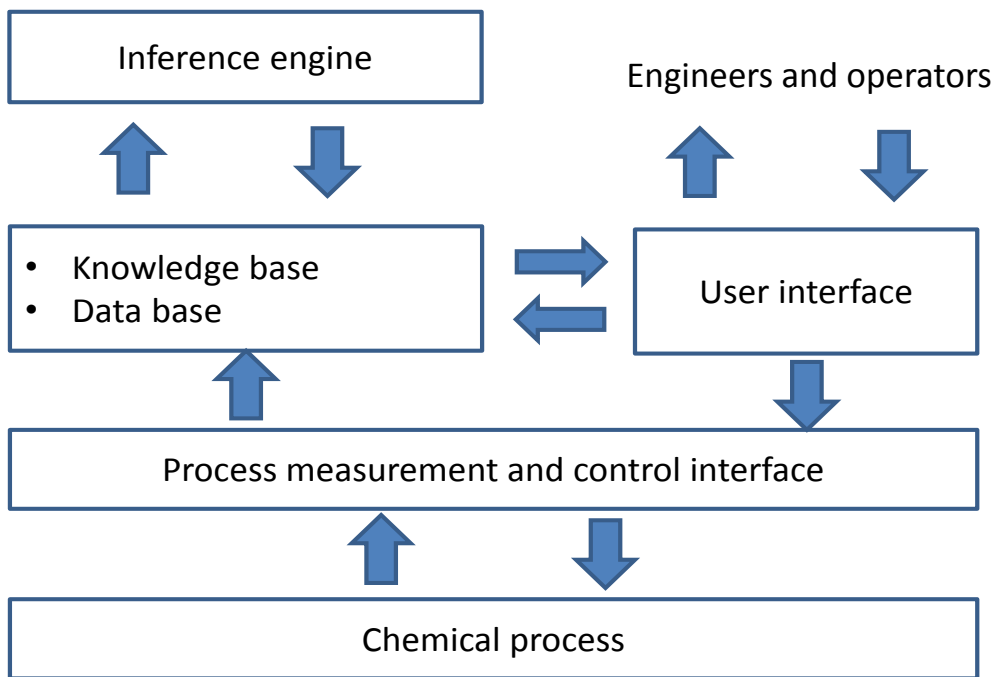 Inference engine
Engineers and operators
• Knowledge base
• Data base
User interface
Process measurement and control interface
Chemical process